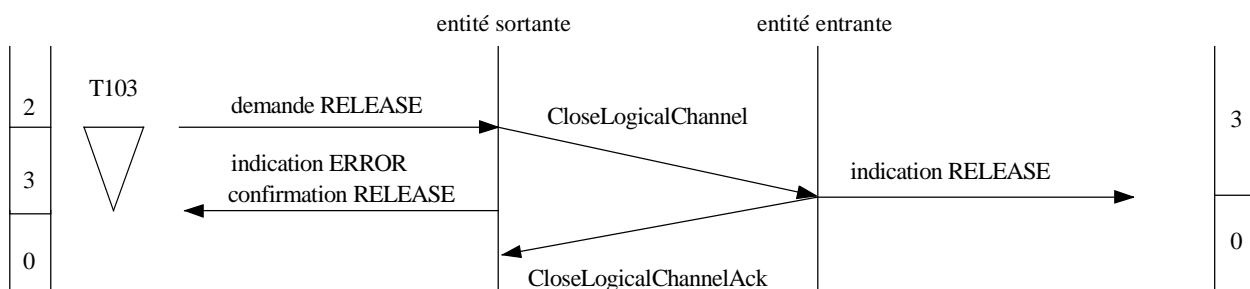 entité sortante
entité entrante
T103
2
demande RELEASE
CloseLogicalChannel
3
indication ERROR
3
confirmation RELEASE
indication RELEASE
0
CloseLogicalChannelAck
0